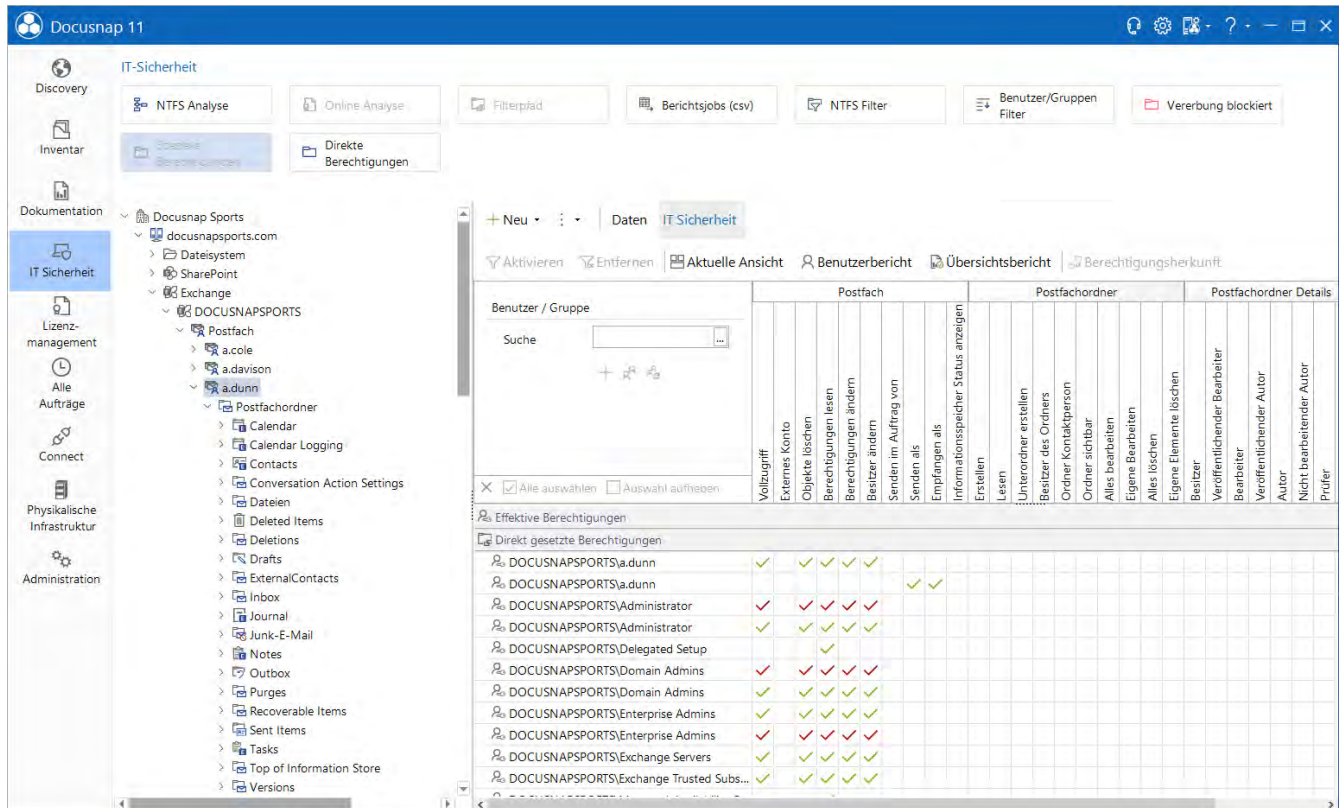 Docusnap 11
Discovery
Inventar
Dokumentation
IT Sicherheit
Lizenz-
management
Alle
Aufträge
Connect
Physikalische
Infrastruktur
Administration
IT-Sicherheit
NTFS Analyse
Online Analyse
Filterpfad
Berichtsjobs (csv)
NTFS Filter
Benutzer/Gruppen
Filter
Vererbung blockiert
Direkte
Berechtigungen
Docusnap Sports
docusnapsports.com
Dateisystem
SharePoint
Exchange
DOCUSNAPSPORTS
Postfach
a.cole
a.davison
a.dunn
Postfachordner
Calendar
Calendar Logging
Contacts
Conversation Action Settings
Dateien
Deleted Items
Deletions
Drafts
ExternalContacts
Inbox
Journal
Junk-E-Mail
Notes
Outbox
Purges
Recoverable Items
Sent Items
Tasks
Top of Information Store
Versions
Neu
Daten
IT Sicherheit
Aktivieren
Entfernen
Aktuelle Ansicht
Benutzerbericht
Übersichtsbericht
Berechtigungsherkunft
Benutzer / Gruppe
Suche
...
Alle auswählen
Auswahl aufheben
Postfach
Postfachordner
Postfachordner Details
Vollzugriff
Externes Konto
Objekte löschen
Berechtigungen lesen
Berechtigungen ändern
Besitzer ändern
Senden im Auftrag von
Senden als
Empfangen als
Informationsspeicher Status anzeigen
Erstellen
Lesen
Unterordner erstellen
Besitzer des Ordners
Ordner Kontaktperson
Ordner sichtbar
Alles bearbeiten
Eigene Bearbeiten
Alles löschen
Eigene Elemente löschen
Besitzer
Veröffentlichender Bearbeiter
Bearbeiter
Veröffentlichender Autor
Autor
Nicht bearbeitender Autor
Prüfer
Effektive Berechtigungen
Direkt gesetzte Berechtigungen
DOCUSNAPSPORTS\a.dunn
DOCUSNAPSPORTS\a.dunn
DOCUSNAPSPORTS\Administrator
DOCUSNAPSPORTS\Administrator
DOCUSNAPSPORTS\Delegated Setup
DOCUSNAPSPORTS\Domain Admins
DOCUSNAPSPORTS\Domain Admins
DOCUSNAPSPORTS\Enterprise Admins
DOCUSNAPSPORTS\Enterprise Admins
DOCUSNAPSPORTS\Exchange Servers
DOCUSNAPSPORTS\Exchange Trusted Subs...